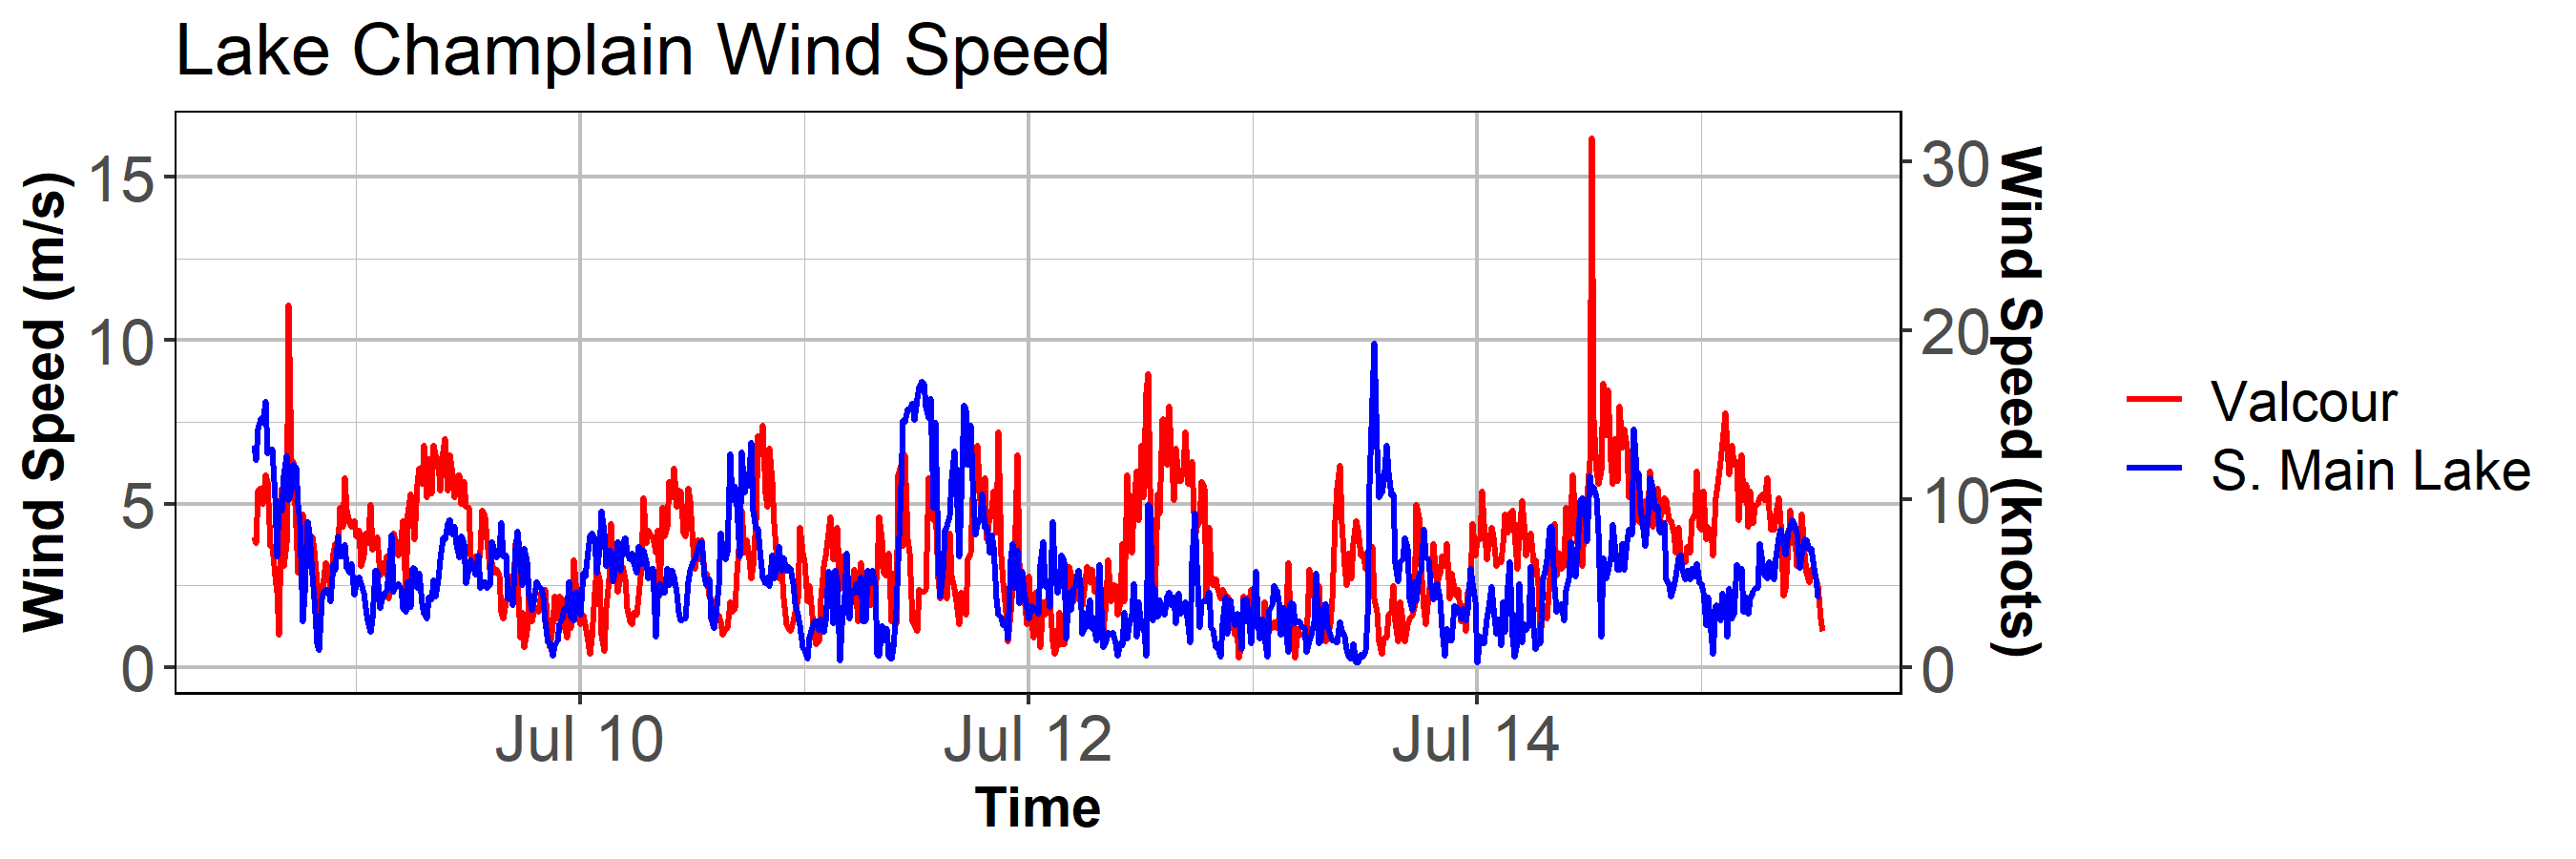 Lake Champlain Wind Speed
Wind Speed (m/s)
15
10
5
0
30
20
10
0
Wind Speed (knots)
Jul 10
Jul 12
Jul 14
Time
Valcour
S. Main Lake